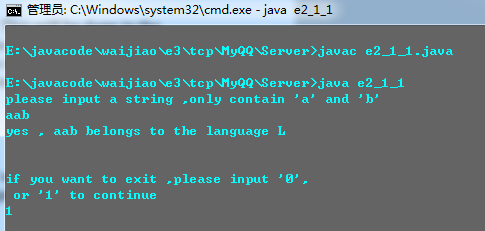 管理员: C:\Windows\system32\cmd.exe - java e2_1_1
E:\javacode\waijiao\e3\tcp\MyQQ\Server>javac e2_1_1.java
E:\javacode\waijiao\e3\tcp\MyQQ\Server>java e2_1_1
please input a string ,only contain 'a' and 'b'
aab
yes , aab belongs to the language L
if you want to exit ,please input '0',
or '1' to continue
1